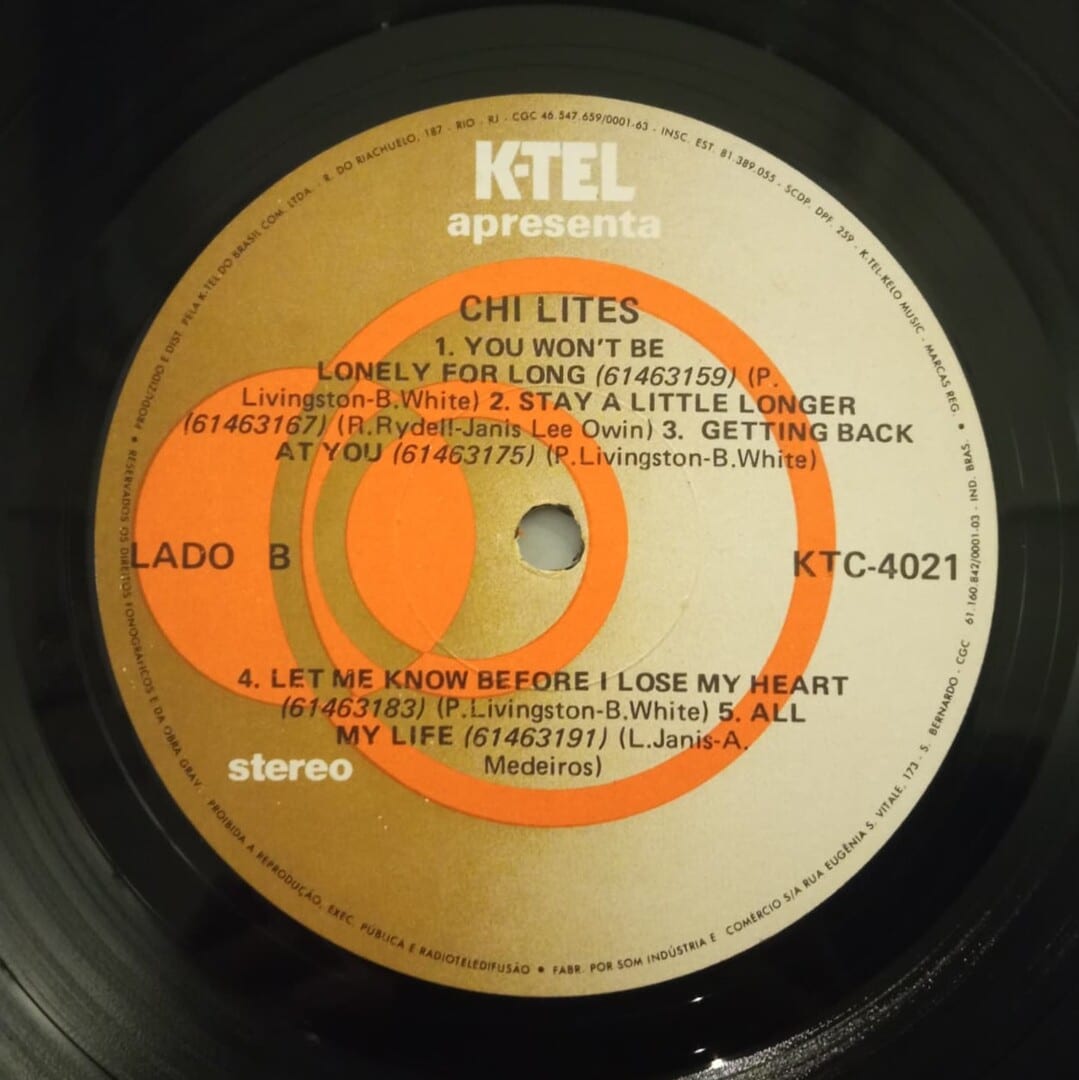 K-TEL
apresenta
CHI LITES
1. YOU WON'T BE
LONELY FOR LONG (61463159) (P.
Livingston-B.White) 2. STAY A LITTLE LONGER
(61463167) (R.Rydell-Janis Lee Owin) 3. GETTING BACK
AT YOU (61463175) (P.Livingston-B.White)
LADO B
KTC-4021
4. LET ME KNOW BEFORE I LOSE MY HEART
(61463183) (P.Livingston-B.White) 5. ALL
MY LIFE (61463191) (L.Janis-A.
Medeiros)
stereo
• PRODUZIDO E DIST. PELA K-TEL DO BRASIL COM. LTDA. - R. DO RIACHUELO, 187 - RIO - RJ - CGC 46.547.659/0001-63 - INSC. EST. 81.389.055 - SCDP. DPF. 259 - K-TEL-KELO MUSIC - MARCAS REG. •
RESERVADOS OS DIREITOS FONOGRÁFICOS E DA OBRA GRAV. PROIBIDA A REPRODUÇÃO, EXEC. PÚBLICA E RADIOTELEDIFUSÃO • FABR. POR SOM INDÚSTRIA E COMÉRCIO S/A RUA EUGÊNIA S. VITALE, 173 - S. BERNARDO - CGC 61.160.842/0001-03 - IND. BRAS.